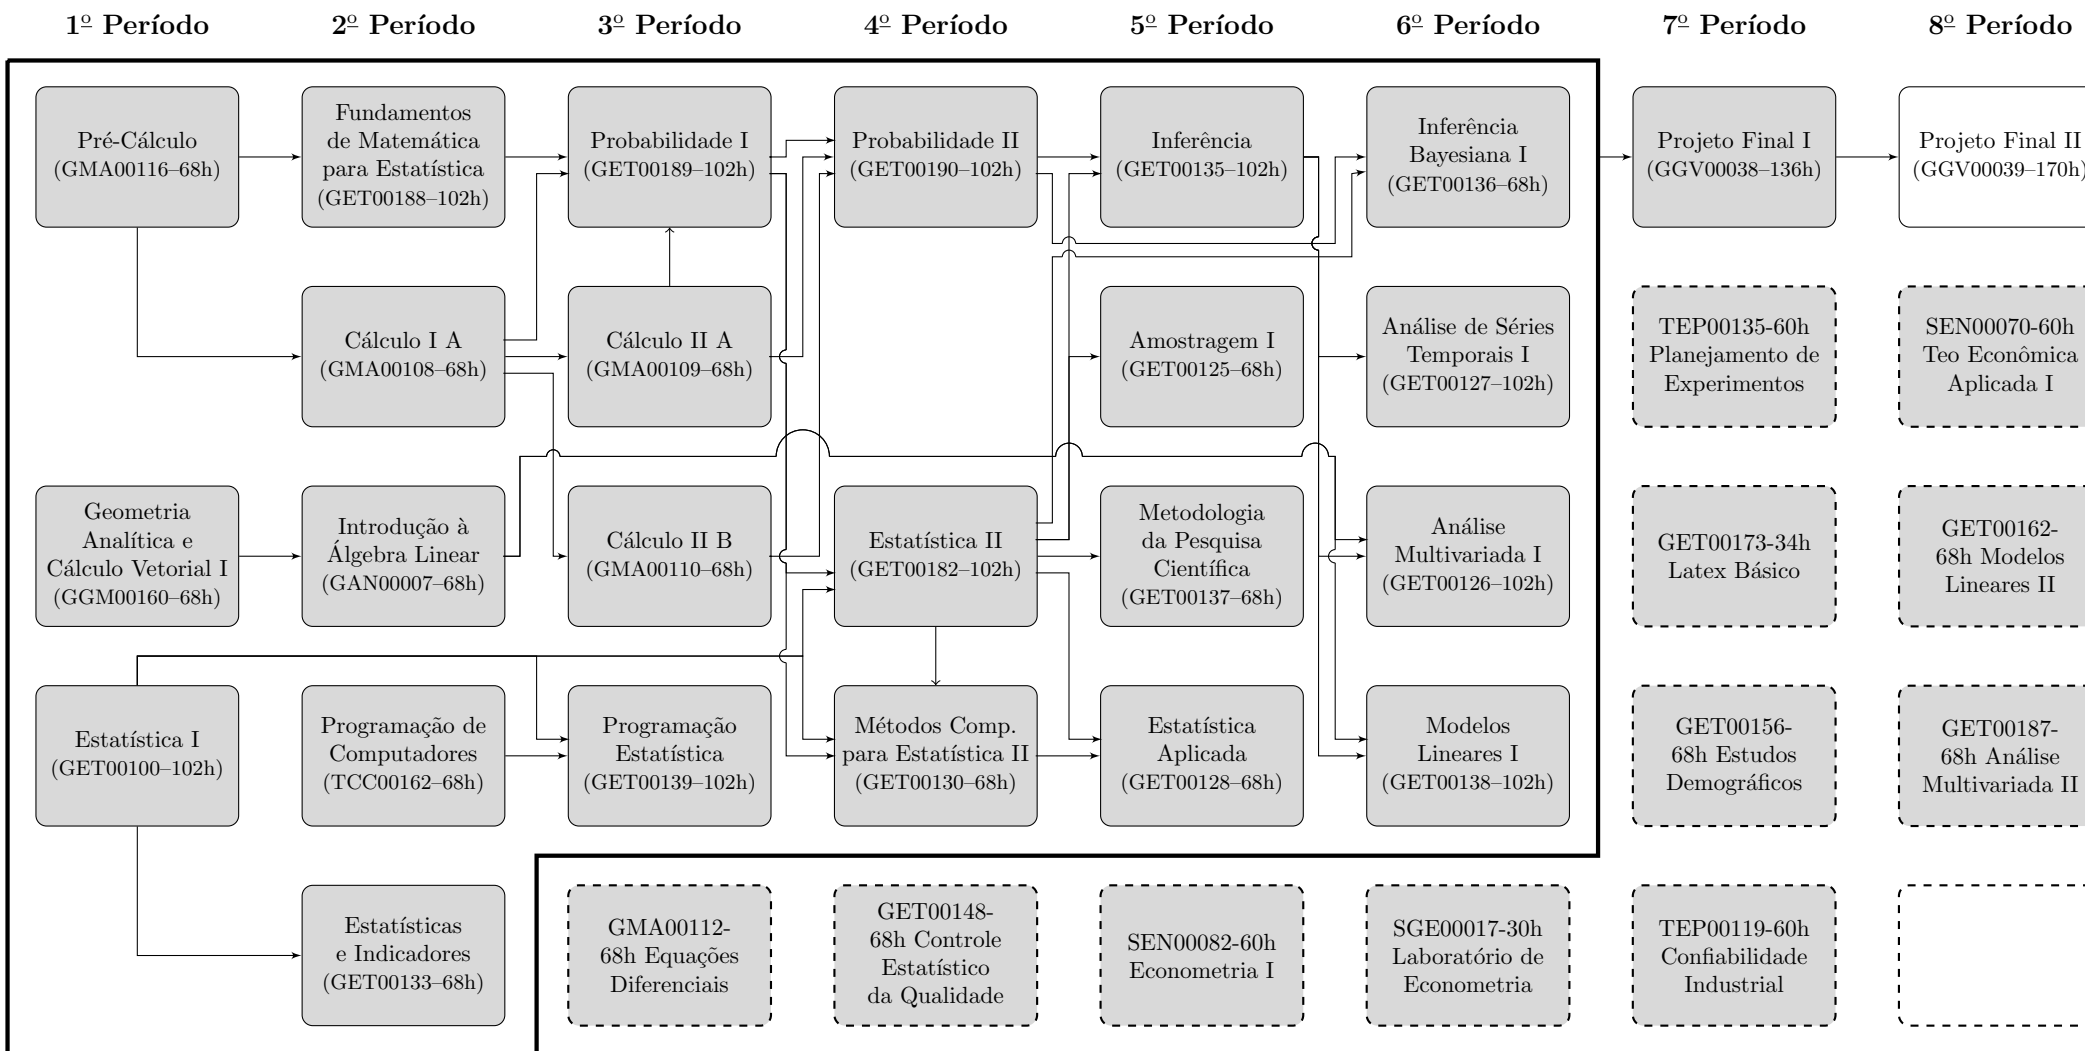 1º Período
2º Período
3º Período
4º Período
5º Período
6º Período
7º Período
8º Período
Pré-Cálculo
(GMA00116–68h)
Fundamentos
de Matemática
para Estatística
(GET00188–102h)
Probabilidade I
(GET00189–102h)
Probabilidade II
(GET00190–102h)
Inferência
(GET00135–102h)
Inferência
Bayesiana I
(GET00136–68h)
Projeto Final I
(GGV00038–136h)
Projeto Final II
(GGV00039–170h)
Cálculo I A
(GMA00108–68h)
Cálculo II A
(GMA00109–68h)
Amostragem I
(GET00125–68h)
Análise de Séries
Temporais I
(GET00127–102h)
TEP00135-60h
Planejamento de
Experimentos
SEN00070-60h
Teo Econômica
Aplicada I
Geometria
Analítica e
Cálculo Vetorial I
(GGM00160–68h)
Introdução à
Álgebra Linear
(GAN00007–68h)
Cálculo II B
(GMA00110–68h)
Estatística II
(GET00182–102h)
Metodologia
da Pesquisa
Científica
(GET00137–68h)
Análise
Multivariada I
(GET00126–102h)
GET00173-34h
Latex Básico
GET00162-
68h Modelos
Lineares II
Estatística I
(GET00100–102h)
Programação de
Computadores
(TCC00162–68h)
Programação
Estatística
(GET00139–102h)
Métodos Comp.
para Estatística II
(GET00130–68h)
Estatística
Aplicada
(GET00128–68h)
Modelos
Lineares I
(GET00138–102h)
GET00156-
68h Estudos
Demográficos
GET00187-
68h Análise
Multivariada II
Estatísticas
e Indicadores
(GET00133–68h)
GMA00112-
68h Equações
Diferenciais
GET00148-
68h Controle
Estatístico
da Qualidade
SEN00082-60h
Econometria I
SGE00017-30h
Laboratório de
Econometria
TEP00119-60h
Confiabilidade
Industrial